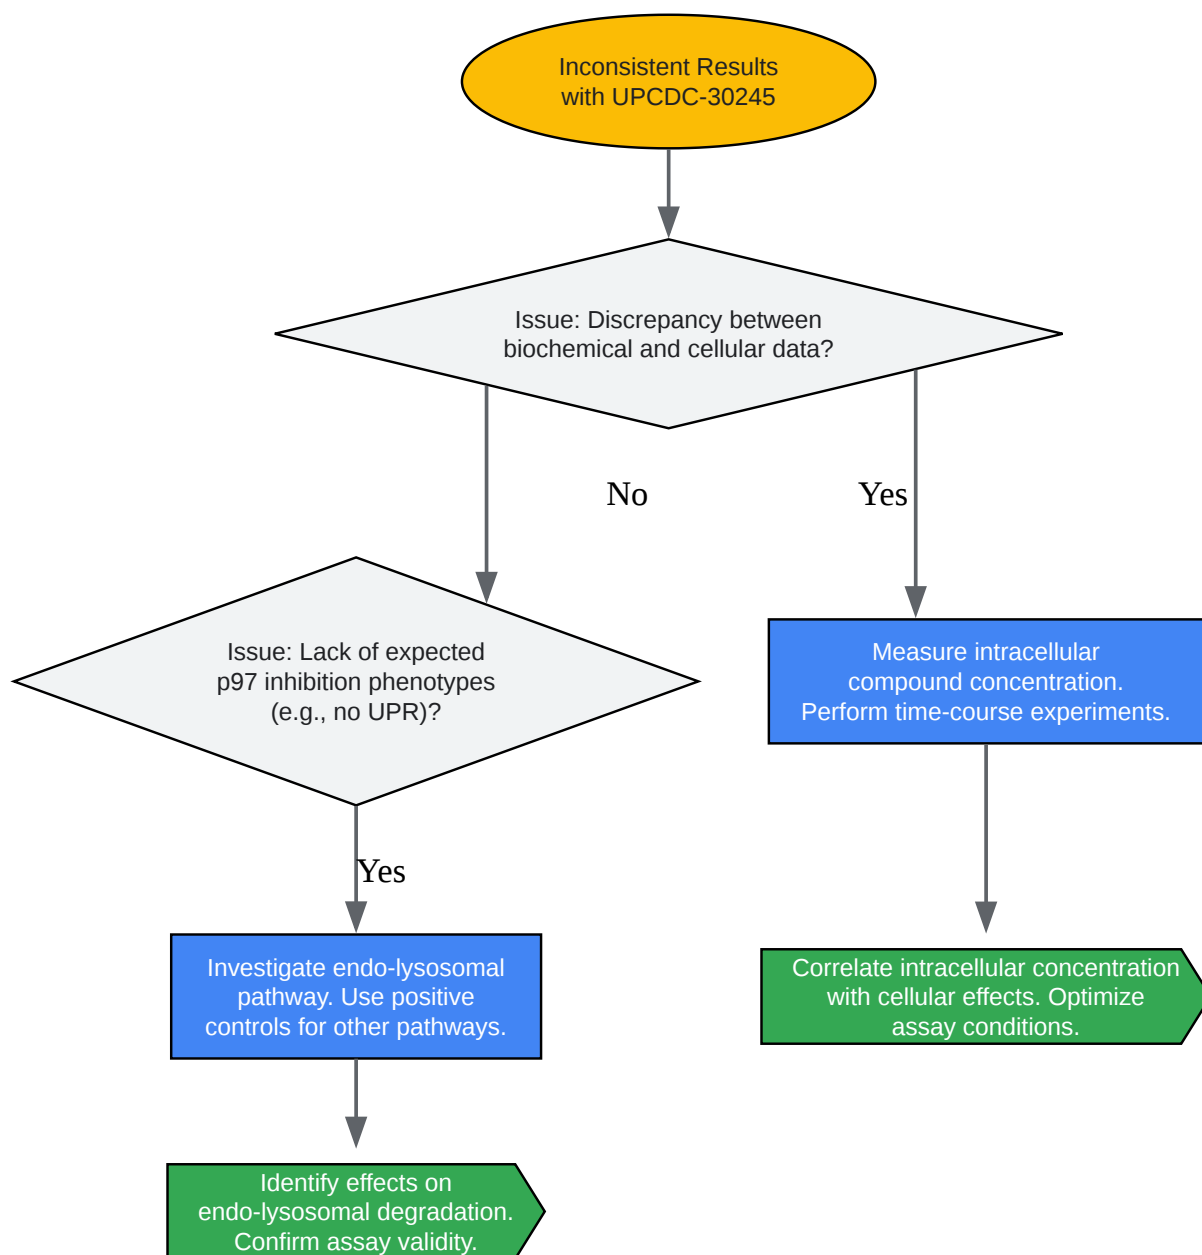 Inconsistent Results
with UPCDC-30245
Issue: Discrepancy between
biochemical and cellular data?
No
Yes
Issue: Lack of expected
p97 inhibition phenotypes
(e.g., no UPR)?
Measure intracellular
compound concentration.
Perform time-course experiments.
Yes
Investigate endo-lysosomal
pathway. Use positive
controls for other pathways.
Correlate intracellular concentration
with cellular effects. Optimize
assay conditions.
Identify effects on
endo-lysosomal degradation.
Confirm assay validity.